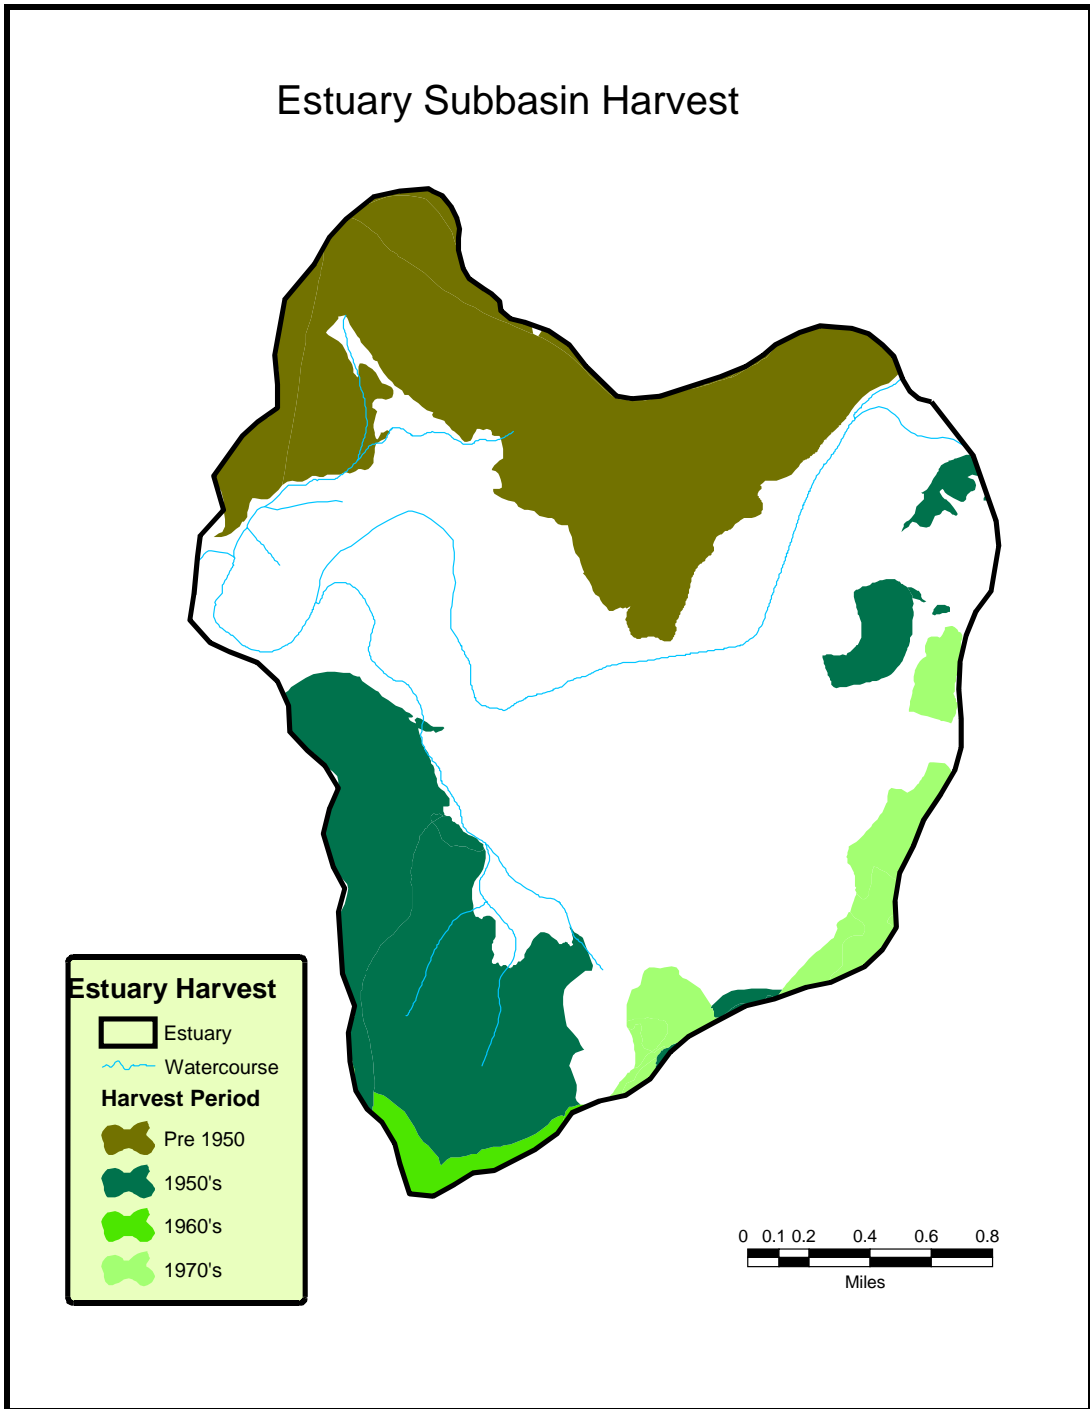 Estuary Subbasin Harvest
Estuary Harvest
Estuary
Watercourse
Harvest Period
Pre 1950
1950's
1960's
1970's
0 0.1 0.2 0.4 0.6 0.8
Miles